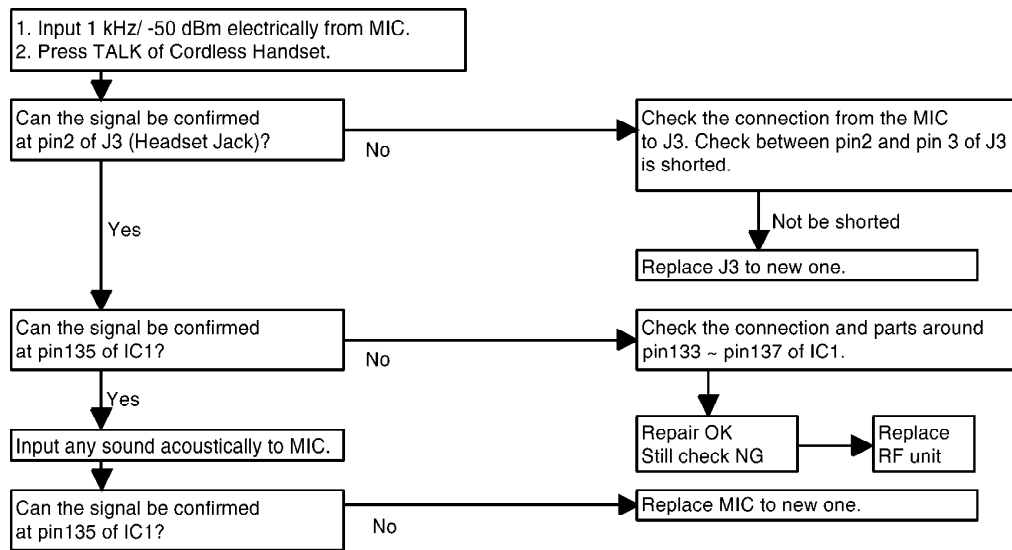 1. Input 1 kHz/ -50 dBm electrically from MIC.
2. Press TALK of Cordless Handset.
Can the signal be confirmed
at pin2 of J3 (Headset Jack)?
No
Check the connection from the MIC
to J3. Check between pin2 and pin 3 of J3
is shorted.
Yes
Not be shorted
Replace J3 to new one.
Can the signal be confirmed
at pin135 of IC1?
No
Check the connection and parts around
pin133 ~ pin137 of IC1.
Yes
Repair OK
Still check NG
Replace
RF unit
Input any sound acoustically to MIC.
Can the signal be confirmed
at pin135 of IC1?
No
Replace MIC to new one.